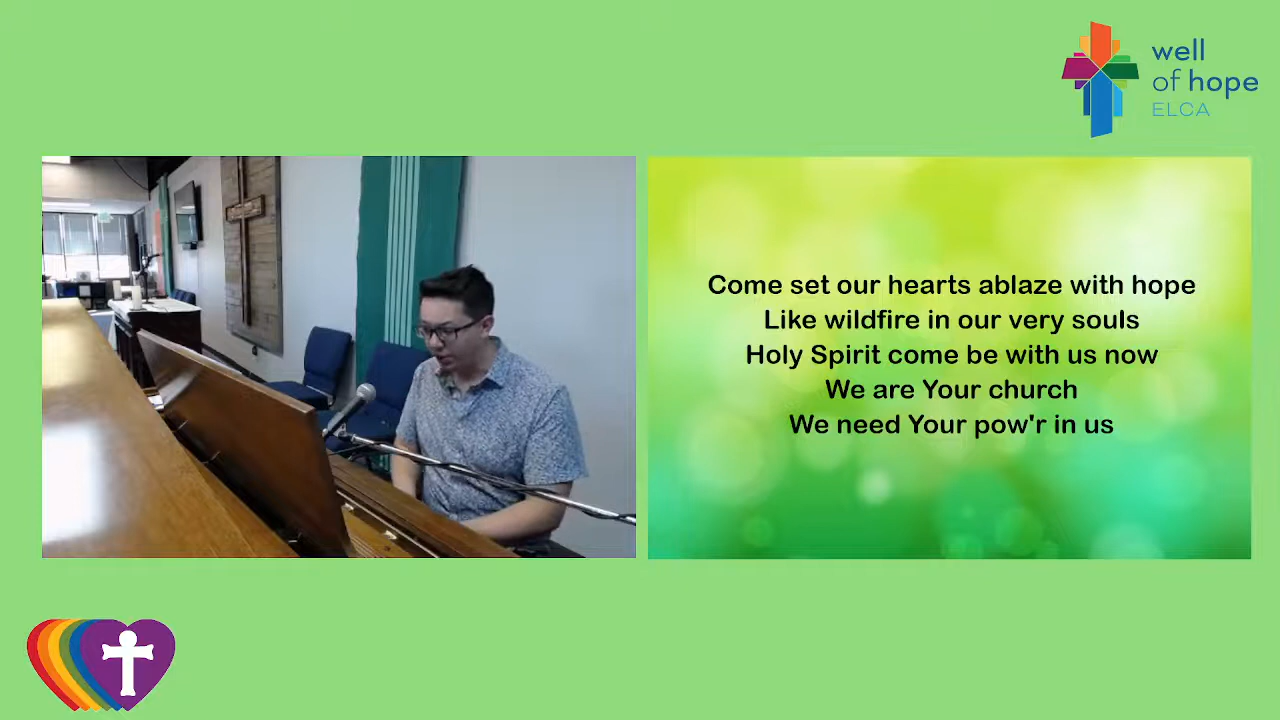 well
of hope
ELCA
Come set our hearts ablaze with hope
Like wildfire in our very souls
Holy Spirit come be with us now
We are Your church
We need Your pow'r in us